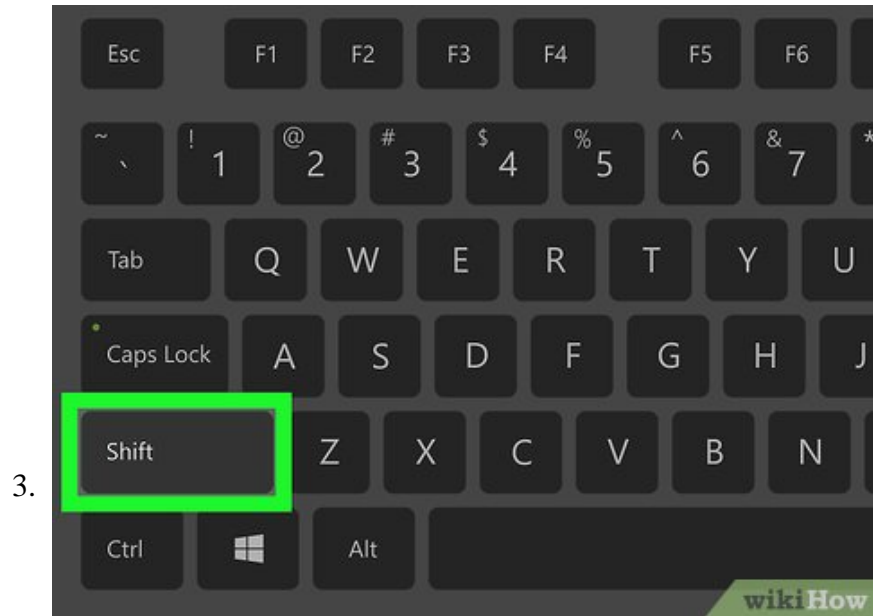 Esc F1 F2 F3 F4 F5 F6
~ ` ! 1 @ 2 # 3 $ 4 % 5 ^ 6 & 7 *
Tab Q W E R T Y U
Caps Lock A S D F G H J
Shift Z X C V B N
3.
Ctrl Alt
wikiHow